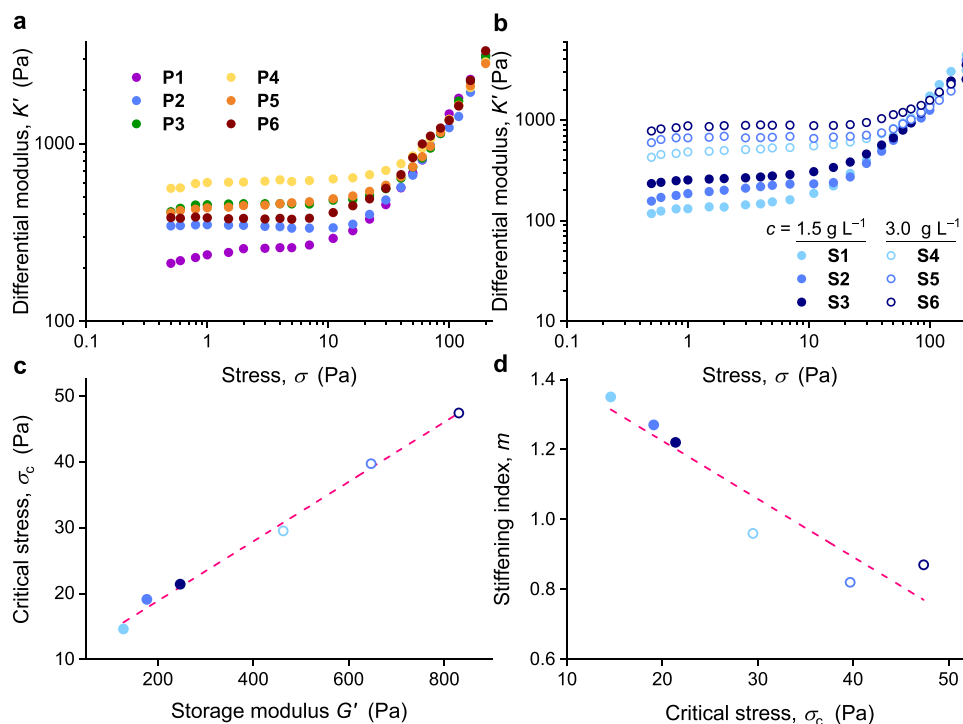 a
Differential modulus, K′ (Pa)
1000
100
0.1
1
10
100
Stress, σ (Pa)
P1
P4
P2
P5
P3
P6
b
Differential modulus, K′ (Pa)
1000
100
10
0.1
1
10
100
Stress, σ (Pa)
c = 1.5 g L⁻¹ 3.0 g L⁻¹
S1 S4
S2 S5
S3 S6
c
Critical stress, σc (Pa)
50
40
30
20
10
200
400
600
800
Storage modulus G′ (Pa)
d
Stiffening index, m
1.4
1.2
1.0
0.8
0.6
10
20
30
40
50
Critical stress, σc (Pa)